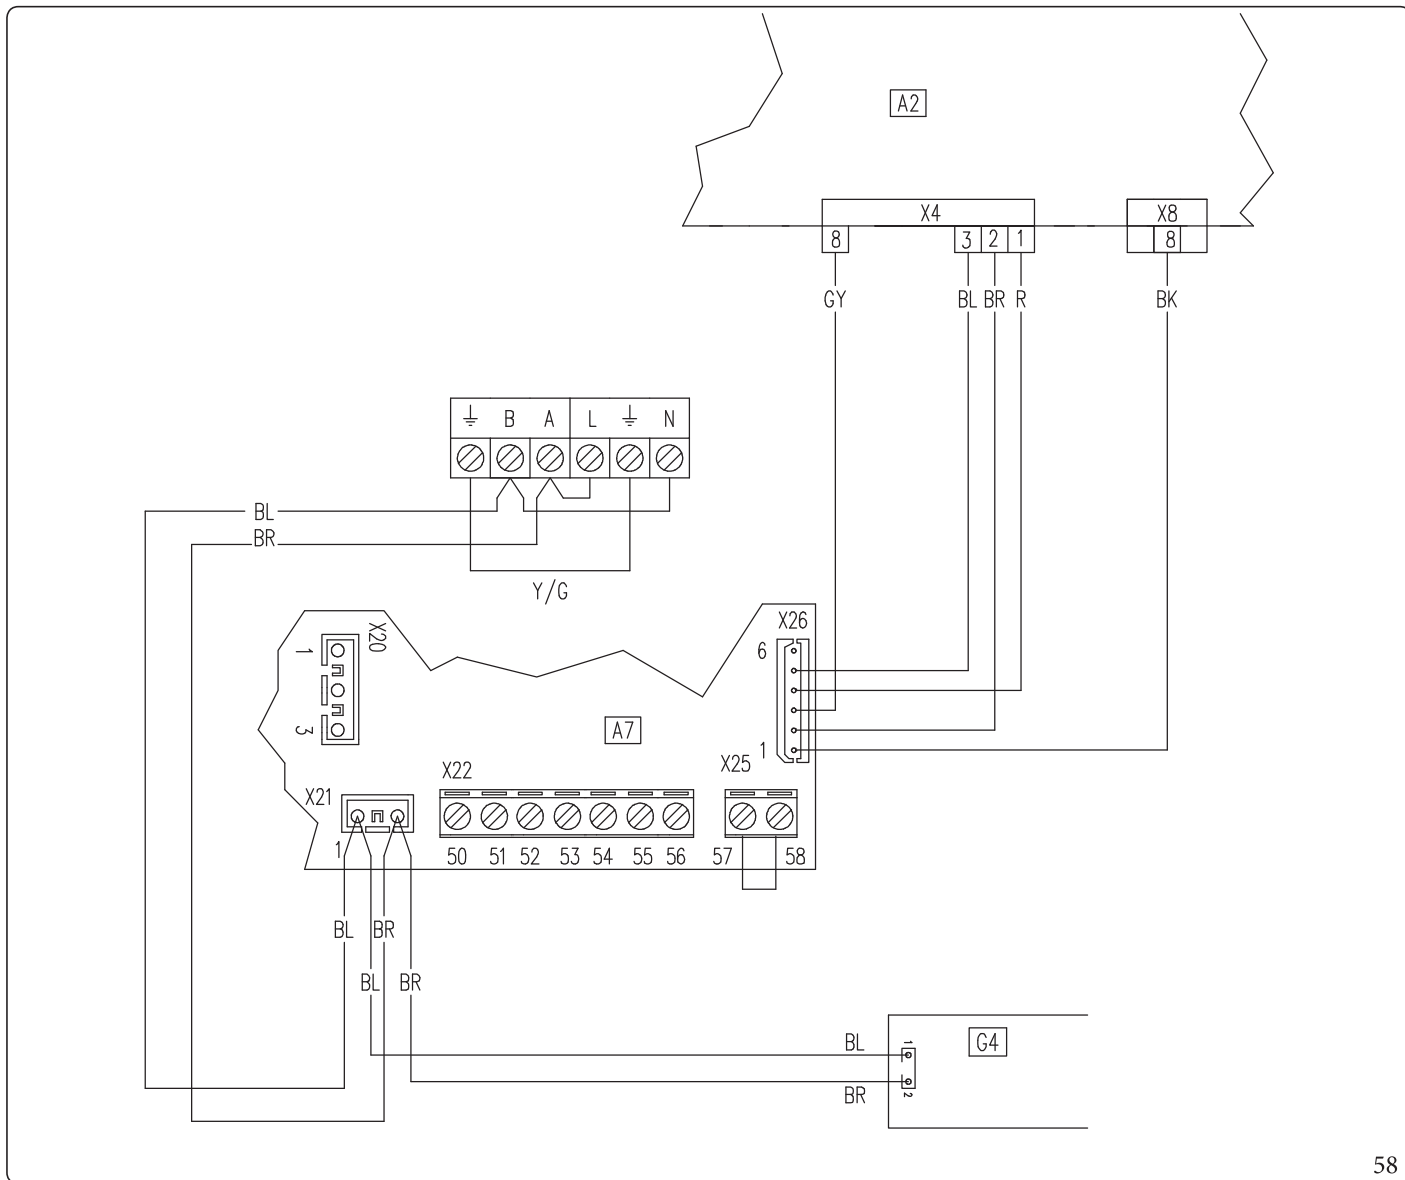 A2
X4 X8
8 3 2 1 8
GY BL BR R BK
⏚ B A L ⏚ N
BL
BR
Y/G
X20
1
3
X26
6
1
A7
X25
X22
X21
1
50 51 52 53 54 55 56 57 58
BL BR
BL BR
BL
BR
1
2
G4
58